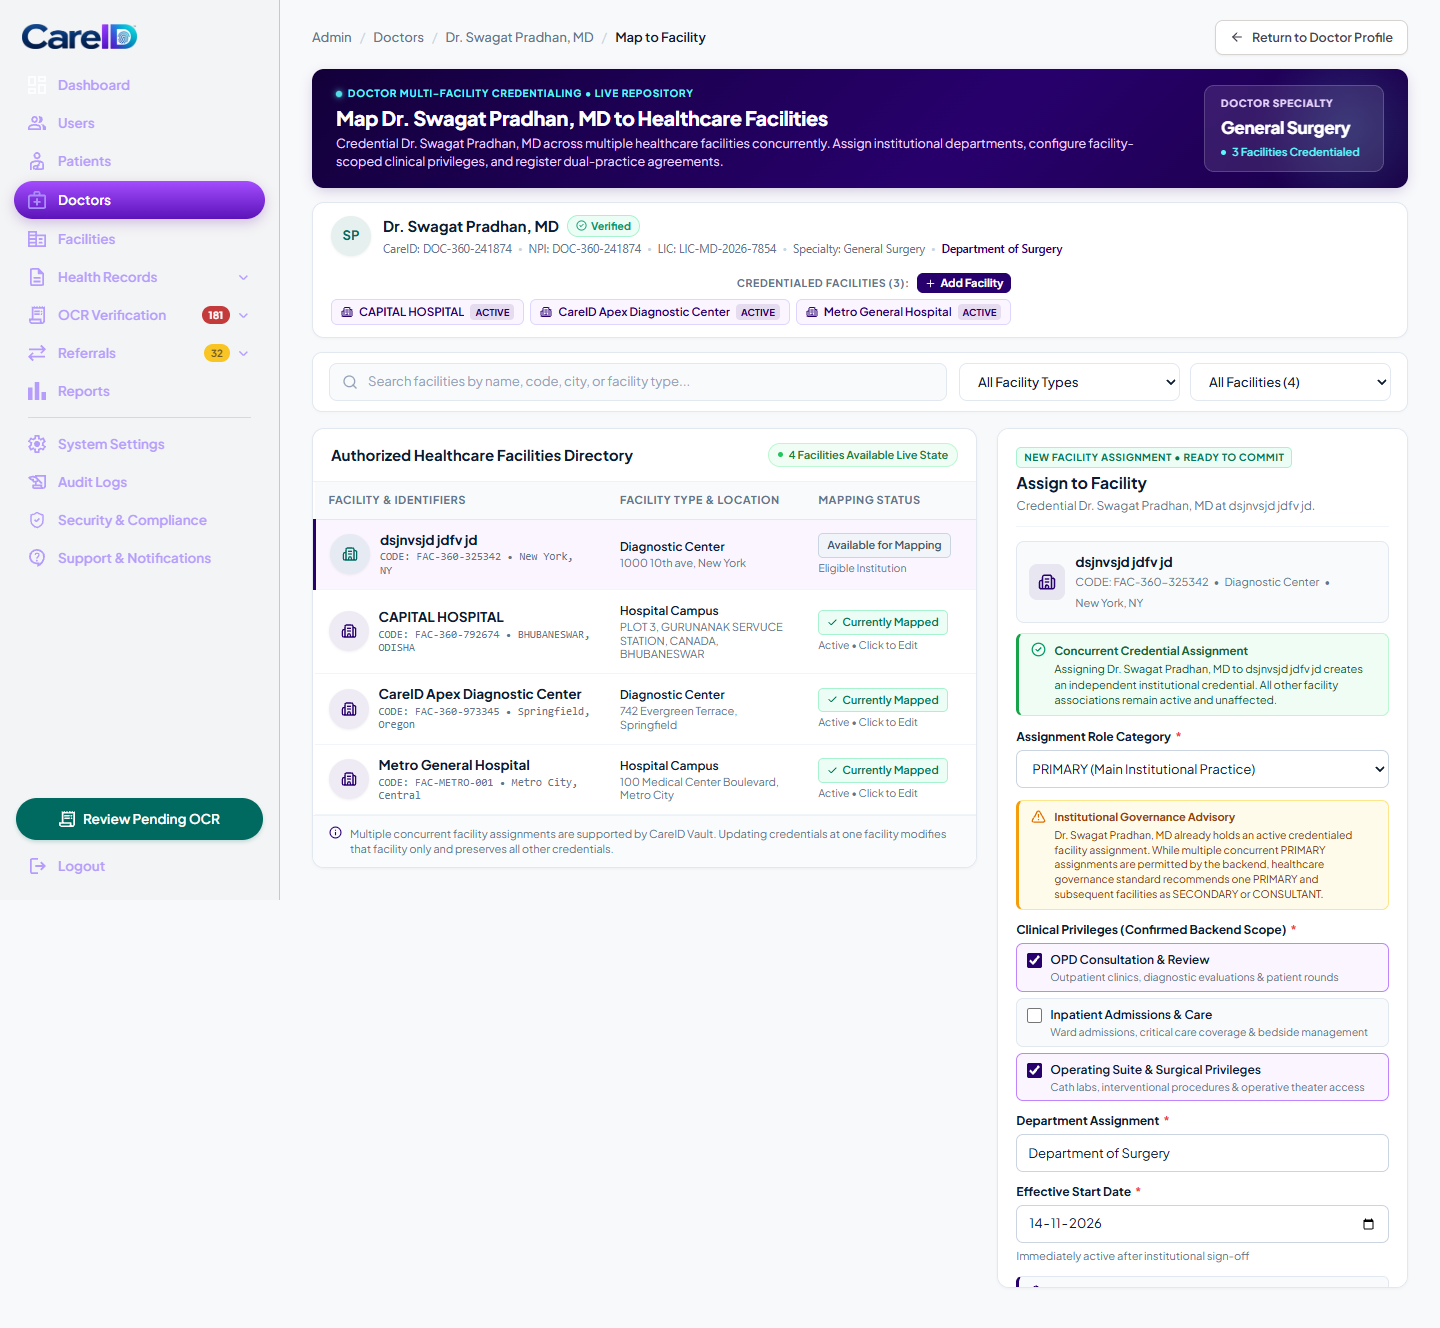 CareID
Dashboard
Users
Patients
Doctors
Facilities
Health Records
OCR Verification 181
Referrals 32
Reports
System Settings
Audit Logs
Security & Compliance
Support & Notifications
Review Pending OCR
Logout
Admin / Doctors / Dr. Swagat Pradhan, MD / Map to Facility
← Return to Doctor Profile
DOCTOR MULTI-FACILITY CREDENTIALING • LIVE REPOSITORY
Map Dr. Swagat Pradhan, MD to Healthcare Facilities
Credential Dr. Swagat Pradhan, MD across multiple healthcare facilities concurrently. Assign institutional departments, configure facility-
scoped clinical privileges, and register dual-practice agreements.
DOCTOR SPECIALTY
General Surgery
• 3 Facilities Credentialed
SP
Dr. Swagat Pradhan, MD Verified
CareID: DOC-360-241874 • NPI: DOC-360-241874 • LIC: LIC-MD-2026-7854 • Specialty: General Surgery • Department of Surgery
CREDENTIALED FACILITIES (3): + Add Facility
CAPITAL HOSPITAL ACTIVE
CareID Apex Diagnostic Center ACTIVE
Metro General Hospital ACTIVE
Search facilities by name, code, city, or facility type...
All Facility Types
All Facilities (4)
Authorized Healthcare Facilities Directory
• 4 Facilities Available Live State
FACILITY & IDENTIFIERS FACILITY TYPE & LOCATION MAPPING STATUS
dsjnvsjd jdfv jd
CODE: FAC-360-325342 • New York,
NY
Diagnostic Center
1000 10th ave, New York
Available for Mapping
Eligible Institution
CAPITAL HOSPITAL
CODE: FAC-360-792674 • BHUBANESWAR,
ODISHA
Hospital Campus
PLOT 3, GURUNANAK SERVUCE
STATION, CANADA,
BHUBANESWAR
✓ Currently Mapped
Active • Click to Edit
CareID Apex Diagnostic Center
CODE: FAC-360-973345 • Springfield,
Oregon
Diagnostic Center
742 Evergreen Terrace,
Springfield
✓ Currently Mapped
Active • Click to Edit
Metro General Hospital
CODE: FAC-METRO-001 • Metro City,
Central
Hospital Campus
100 Medical Center Boulevard,
Metro City
✓ Currently Mapped
Active • Click to Edit
Multiple concurrent facility assignments are supported by CareID Vault. Updating credentials at one facility modifies
that facility only and preserves all other credentials.
NEW FACILITY ASSIGNMENT • READY TO COMMIT
Assign to Facility
Credential Dr. Swagat Pradhan, MD at dsjnvsjd jdfv jd.
dsjnvsjd jdfv jd
CODE: FAC-360-325342 • Diagnostic Center •
New York, NY
Concurrent Credential Assignment
Assigning Dr. Swagat Pradhan, MD to dsjnvsjd jdfv jd creates
an independent institutional credential. All other facility
associations remain active and unaffected.
Assignment Role Category *
PRIMARY (Main Institutional Practice)
Institutional Governance Advisory
Dr. Swagat Pradhan, MD already holds an active credentialed
facility assignment. While multiple concurrent PRIMARY
assignments are permitted by the backend, healthcare
governance standard recommends one PRIMARY and
subsequent facilities as SECONDARY or CONSULTANT.
Clinical Privileges (Confirmed Backend Scope) *
OPD Consultation & Review
Outpatient clinics, diagnostic evaluations & patient rounds
Inpatient Admissions & Care
Ward admissions, critical care coverage & bedside management
Operating Suite & Surgical Privileges
Cath labs, interventional procedures & operative theater access
Department Assignment *
Department of Surgery
Effective Start Date *
14-11-2026
Immediately active after institutional sign-off